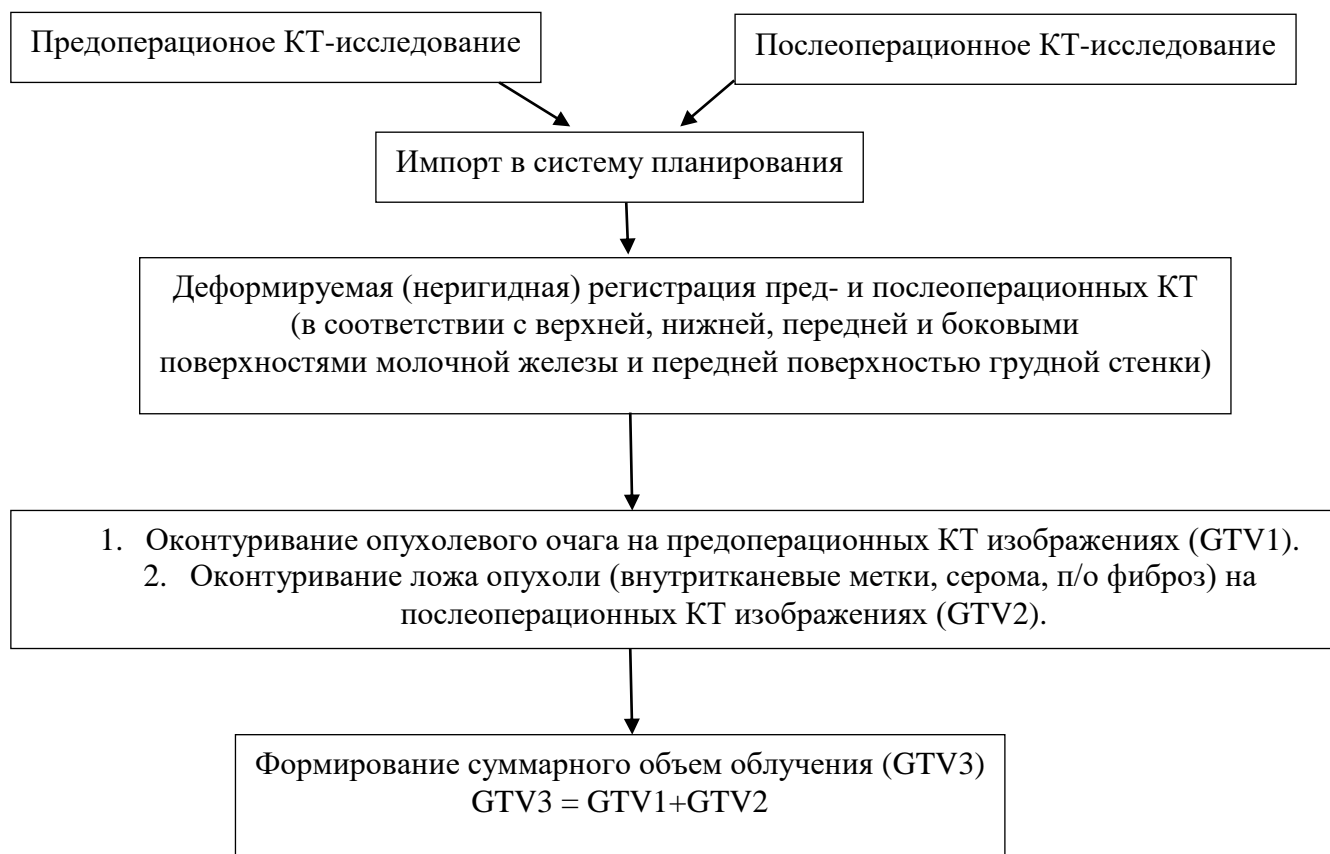 Предоперационое КТ-исследование
Послеоперационное КТ-исследование
Импорт в систему планирования
Деформируемая (неригидная) регистрация пред- и послеоперационных КТ
(в соответствии с верхней, нижней, передней и боковыми
поверхностями молочной железы и передней поверхностью грудной стенки)
1. Оконтуривание опухолевого очага на предоперационных КТ изображениях (GTV1).
2. Оконтуривание ложа опухоли (внутритканевые метки, серома, п/о фиброз) на
послеоперационных КТ изображениях (GTV2).
Формирование суммарного объем облучения (GTV3)
GTV3 = GTV1+GTV2